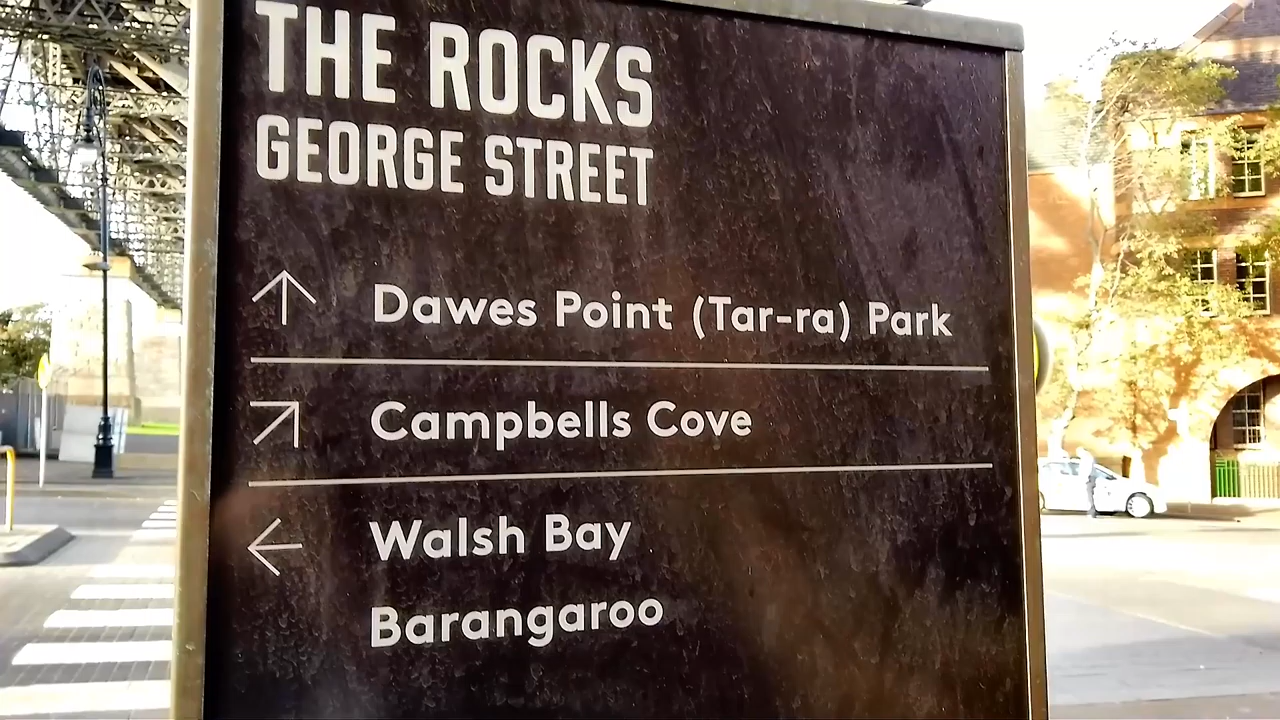 THE ROCKS
GEORGE STREET
Dawes Point (Tar-ra) Park
Campbells Cove
Walsh Bay
Barangaroo